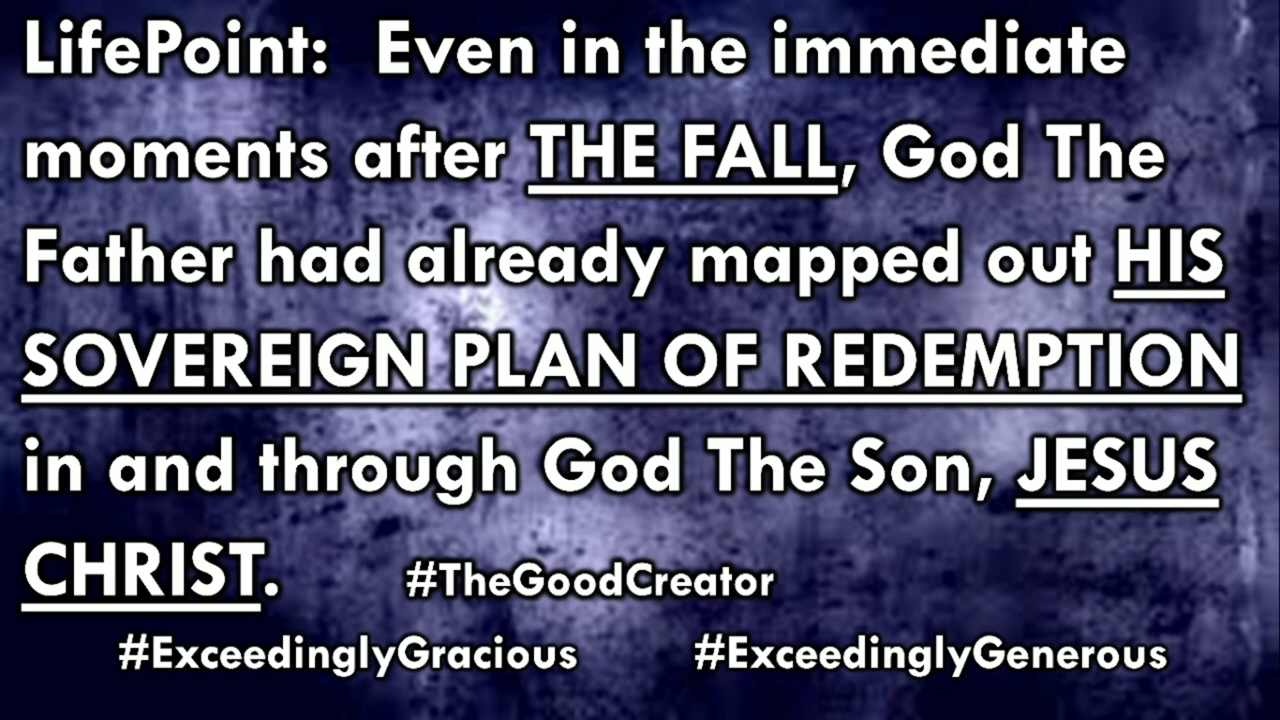 LifePoint: Even in the immediate
moments after THE FALL, God The
Father had already mapped out HIS
SOVEREIGN PLAN OF REDEMPTION
in and through God The Son, JESUS
CHRIST. #TheGoodCreator
#ExceedinglyGracious #ExceedinglyGenerous